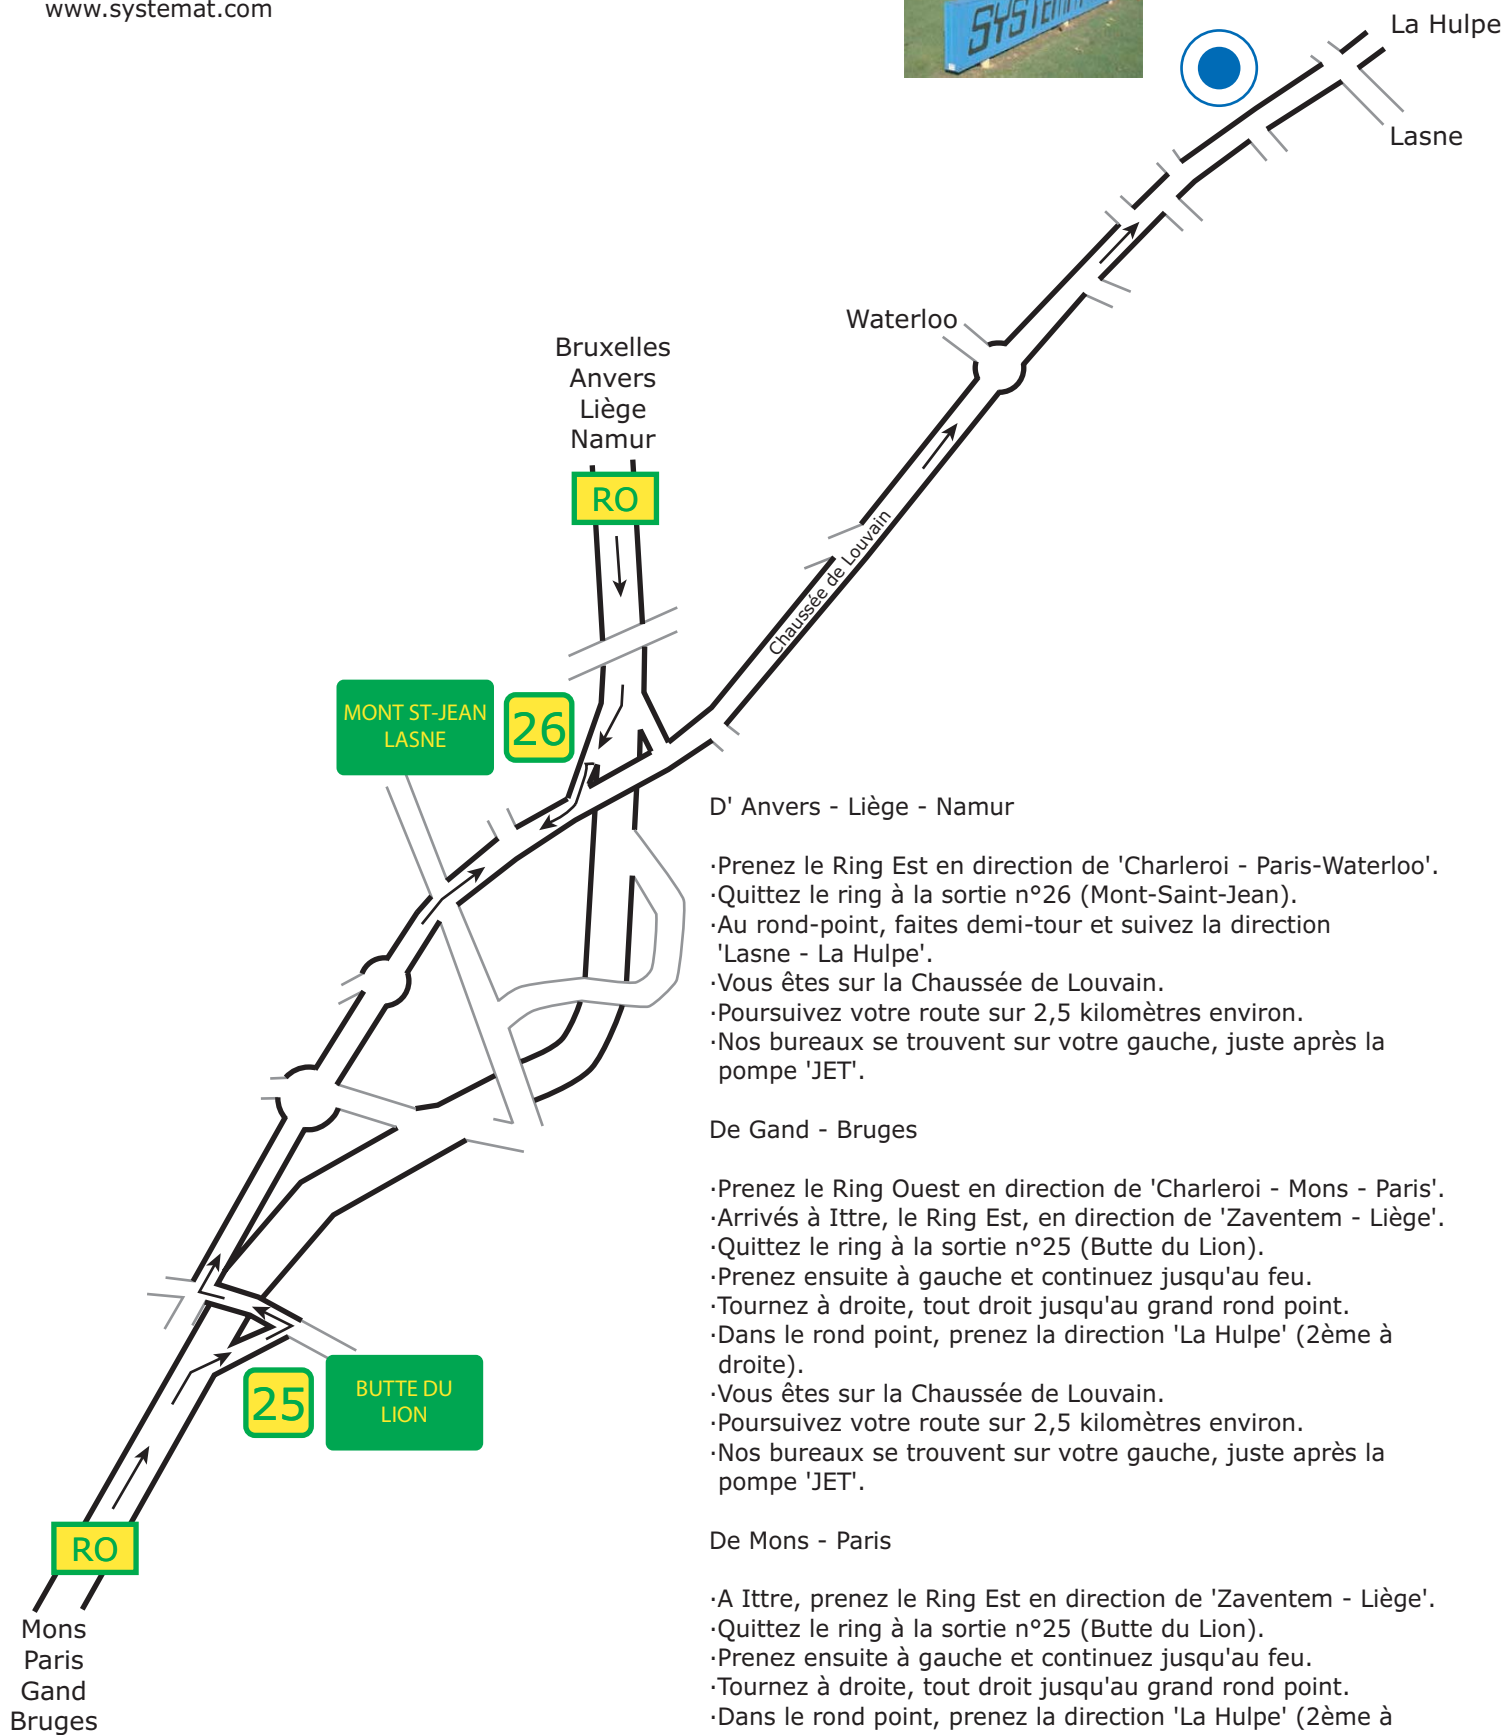 www.systemat.com
La Hulpe
Lasne
Waterloo
Bruxelles
Anvers
Liège
Namur
RO
Chaussée de Louvain
MONT ST-JEAN
LASNE
26
D' Anvers - Liège - Namur
·Prenez le Ring Est en direction de 'Charleroi - Paris-Waterloo'.
·Quittez le ring à la sortie n°26 (Mont-Saint-Jean).
·Au rond-point, faites demi-tour et suivez la direction
'Lasne - La Hulpe'.
·Vous êtes sur la Chaussée de Louvain.
·Poursuivez votre route sur 2,5 kilomètres environ.
·Nos bureaux se trouvent sur votre gauche, juste après la
pompe 'JET'.
De Gand - Bruges
·Prenez le Ring Ouest en direction de 'Charleroi - Mons - Paris'.
·Arrivés à Ittre, le Ring Est, en direction de 'Zaventem - Liège'.
·Quittez le ring à la sortie n°25 (Butte du Lion).
·Prenez ensuite à gauche et continuez jusqu'au feu.
·Tournez à droite, tout droit jusqu'au grand rond point.
·Dans le rond point, prenez la direction 'La Hulpe' (2ème à
droite).
·Vous êtes sur la Chaussée de Louvain.
·Poursuivez votre route sur 2,5 kilomètres environ.
·Nos bureaux se trouvent sur votre gauche, juste après la
pompe 'JET'.
De Mons - Paris
·A Ittre, prenez le Ring Est en direction de 'Zaventem - Liège'.
·Quittez le ring à la sortie n°25 (Butte du Lion).
·Prenez ensuite à gauche et continuez jusqu'au feu.
·Tournez à droite, tout droit jusqu'au grand rond point.
·Dans le rond point, prenez la direction 'La Hulpe' (2ème à
25
BUTTE DU
LION
RO
Mons
Paris
Gand
Bruges